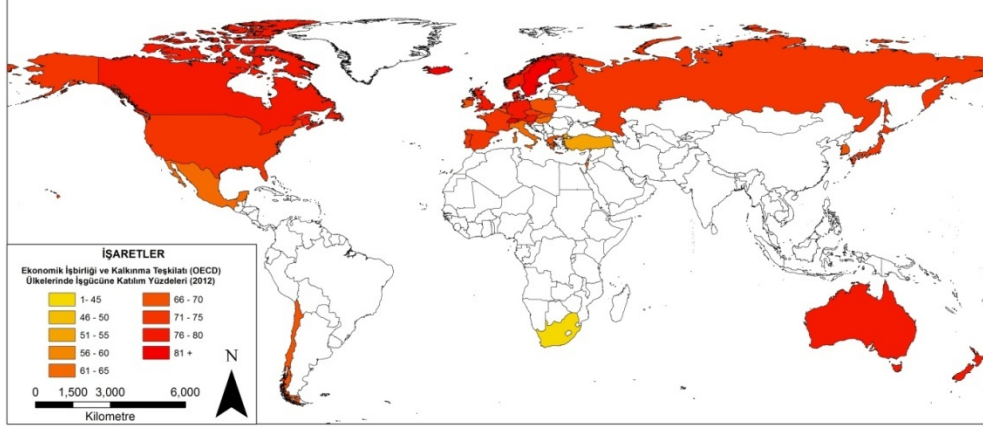 İŞARETLER
Ekonomik İşbirliği ve Kalkınma Teşkilatı (OECD)
Ülkelerinde İşgücüne Katılım Yüzdeleri (2012)
1- 45
46 - 50
51 - 55
56 - 60
61 - 65
66 - 70
71 - 75
76 - 80
81 +
N
0 1,500 3,000 6,000
Kilometre